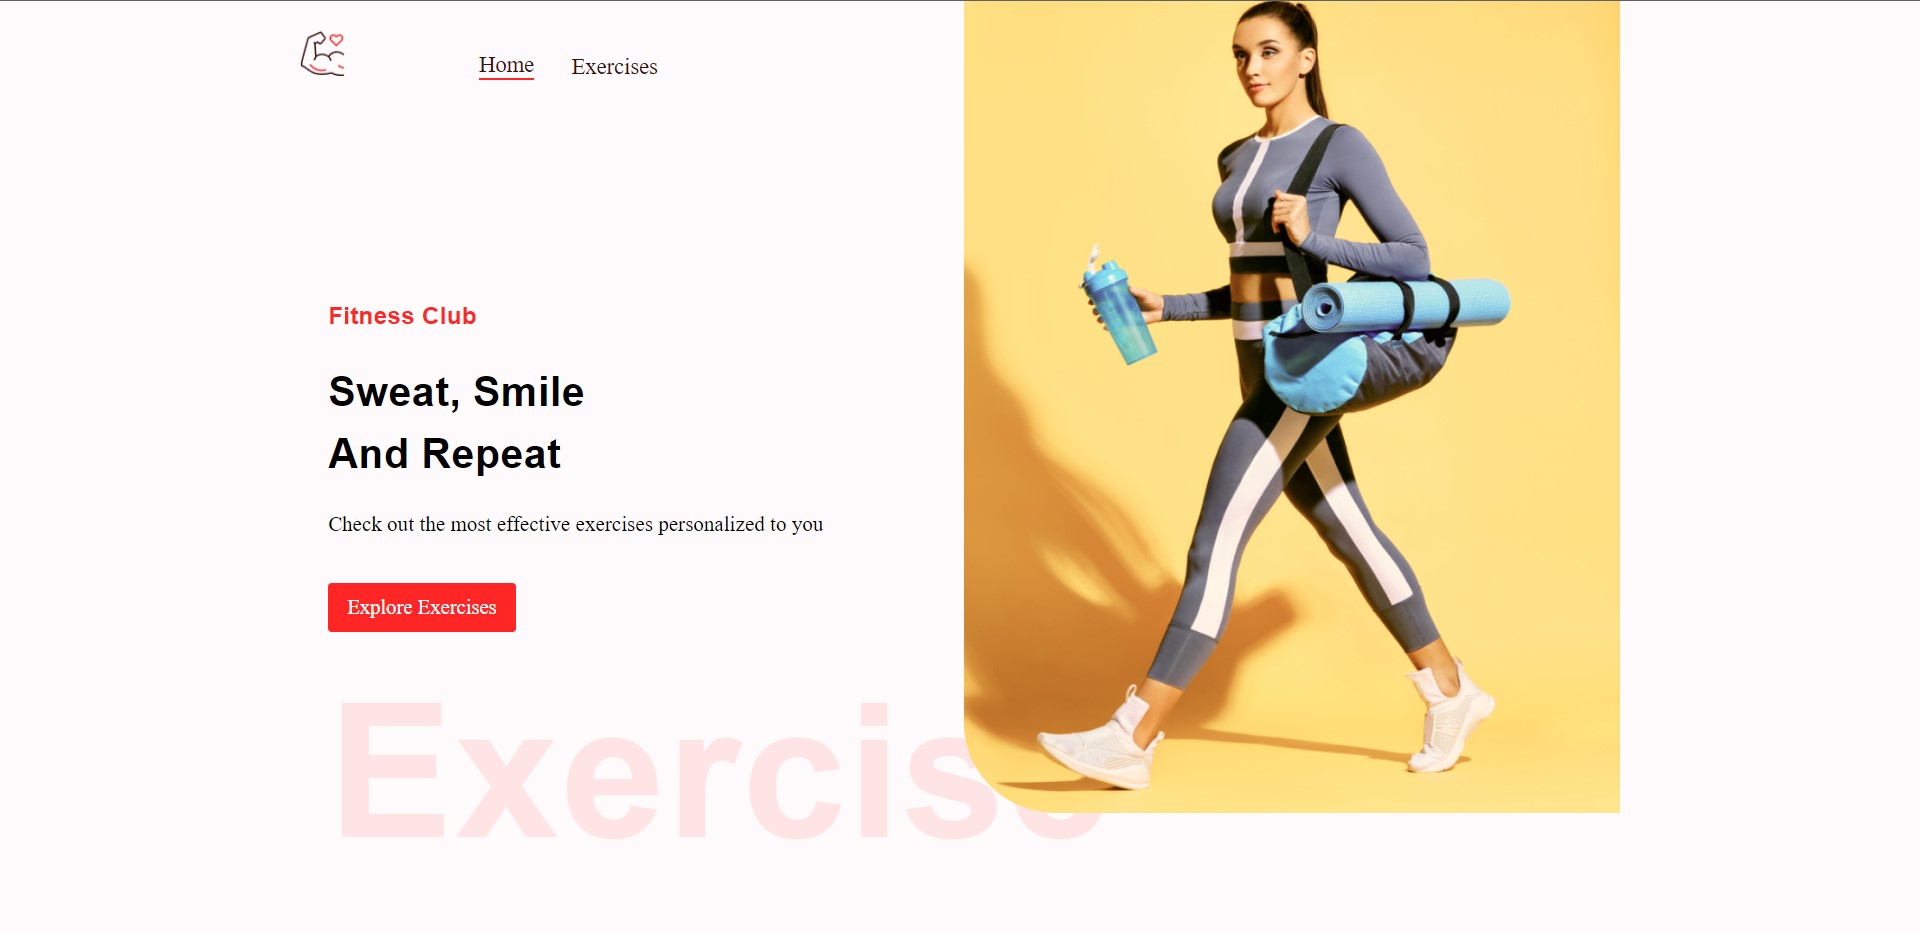 Home
Exercises
Fitness Club
Sweat, Smile
And Repeat
Check out the most effective exercises personalized to you
Explore Exercises
Exercise